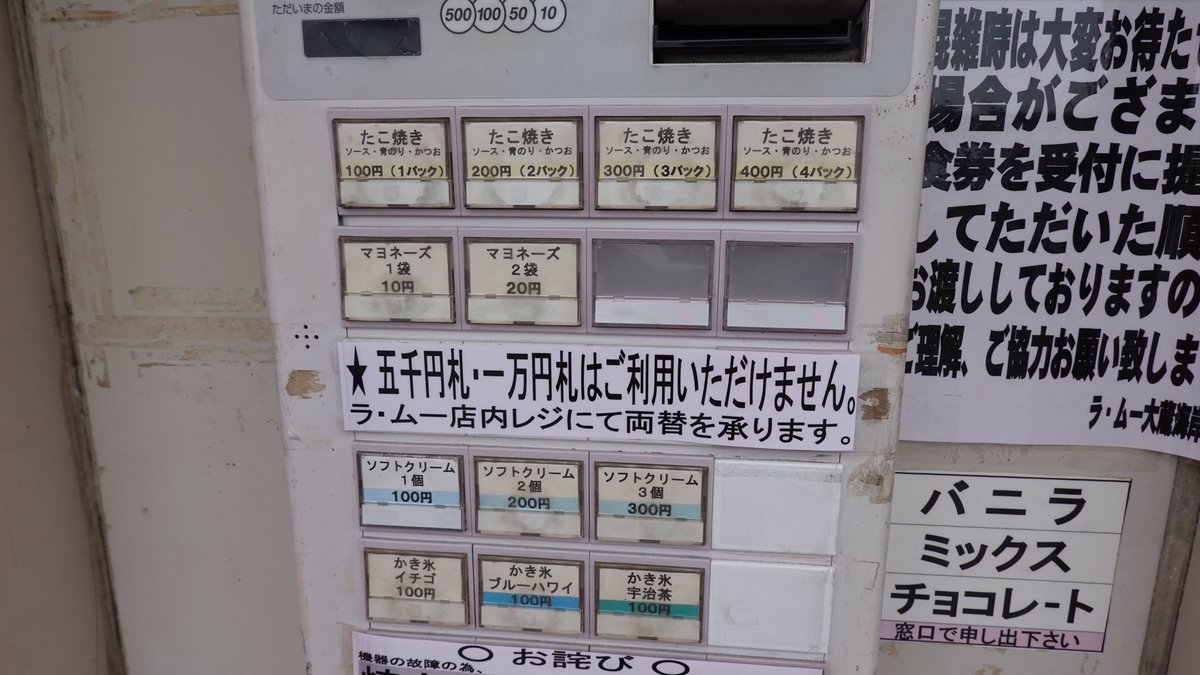 ただいまの金額
500 100 50 10
たこ焼き
ソース・青のり・かつお
100円(1パック)
たこ焼き
ソース・青のり・かつお
200円(2パック)
たこ焼き
ソース・青のり・かつお
300円(3パック)
たこ焼き
ソース・青のり・かつお
400円(4パック)
マヨネーズ
1袋
10円
マヨネーズ
2袋
20円
★五千円札・一万円札はご利用いただけません。
ラ・ムー店内レジにて両替を承ります。
ソフトクリーム
1個
100円
ソフトクリーム
2個
200円
ソフトクリーム
3個
300円
かき氷
イチゴ
100円
かき氷
ブルーハワイ
100円
かき氷
宇治茶
100円
○ お詫び ○
機器の故障の為、
混雑時は大変お待たせ
場合がござま
食券を受付に提
してただいた順
お渡ししておりますの
ご理解、ご協力お願い致しま
ラ・ムー大蔵海岸
バニラ
ミックス
チョコレート
窓口で申し出下さい